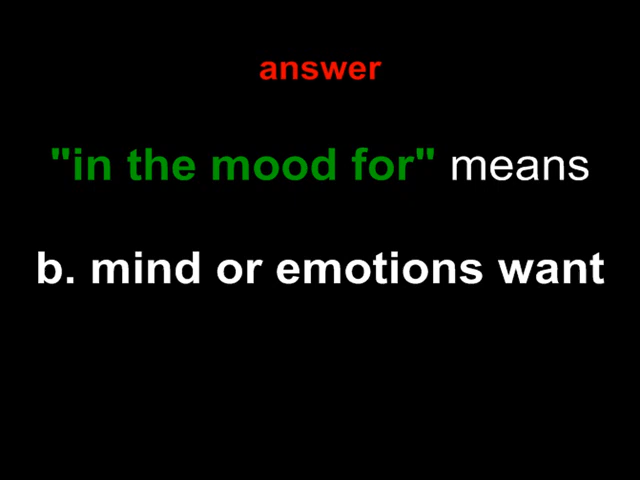 answer
"in the mood for" means
b. mind or emotions want